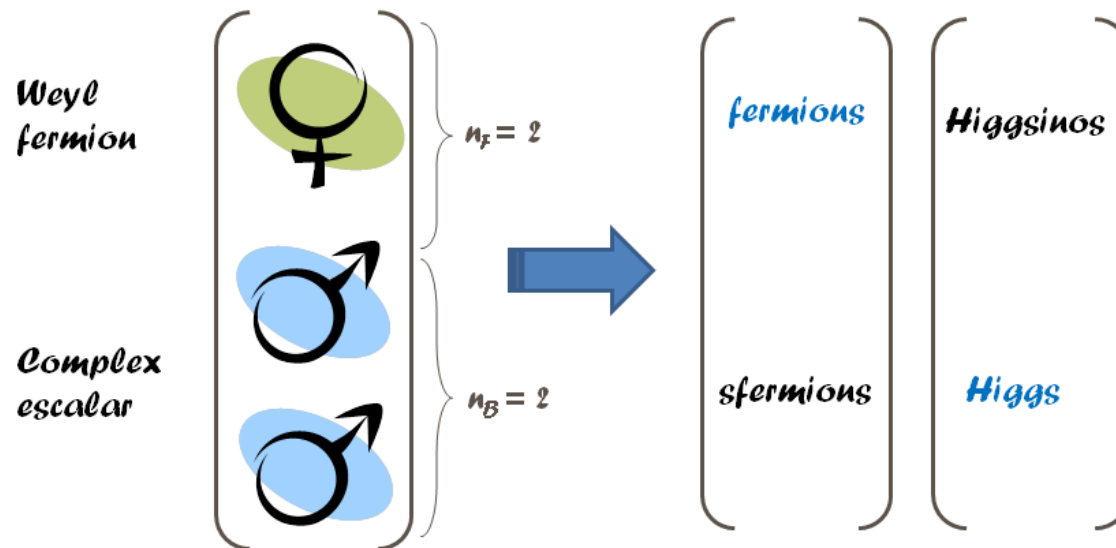 Weyl
fermion
n_F = 2
Complex
escalar
n_B = 2
fermions
sfermions
Higgsinos
Higgs